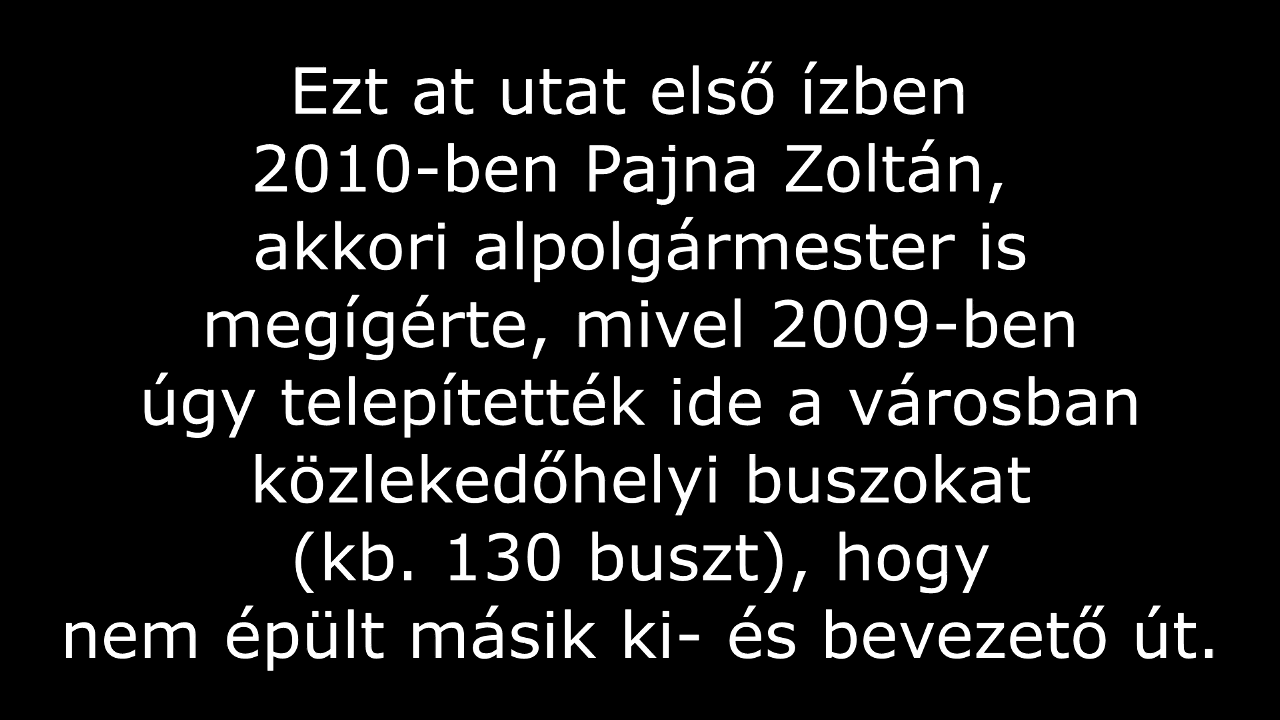 Ezt at utat első ízben
2010-ben Pajna Zoltán,
akkori alpolgármester is
megígérte, mivel 2009-ben
úgy telepítették ide a városban
közlekedőhelyi buszokat
(kb. 130 buszt), hogy
nem épült másik ki- és bevezető út.